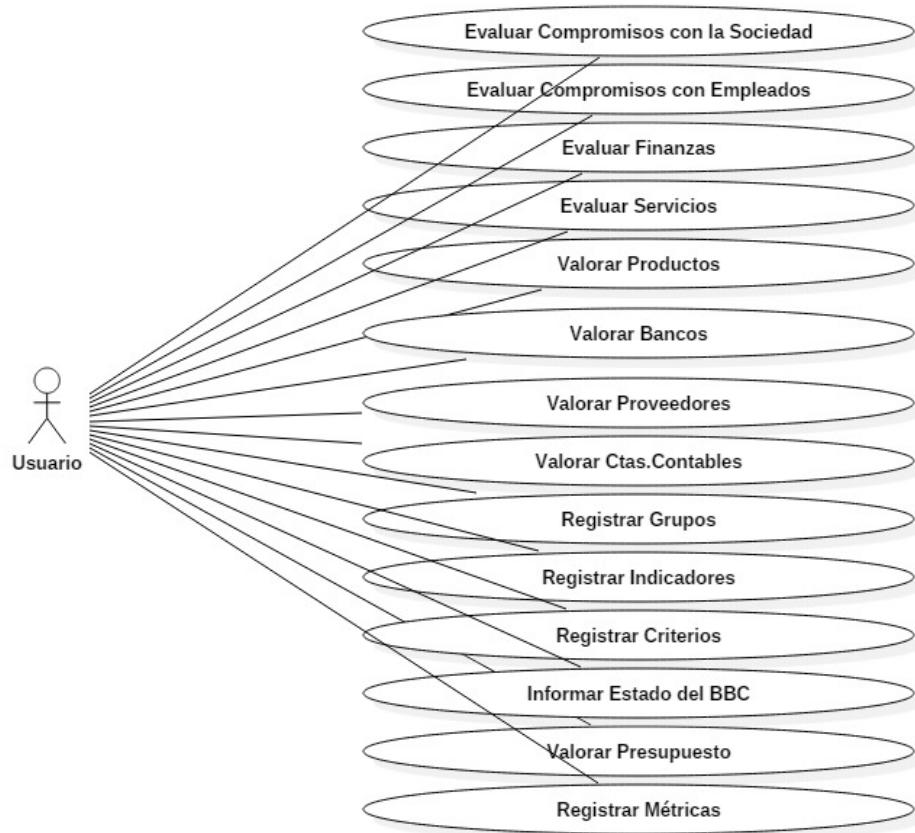 Evaluar Compromisos con la Sociedad
Evaluar Compromisos con Empleados
Evaluar Finanzas
Evaluar Servicios
Valorar Productos
Valorar Bancos
Valorar Proveedores
Usuario
Valorar Ctas.Contables
Registrar Grupos
Registrar Indicadores
Registrar Criterios
Informar Estado del BBC
Valorar Presupuesto
Registrar Métricas